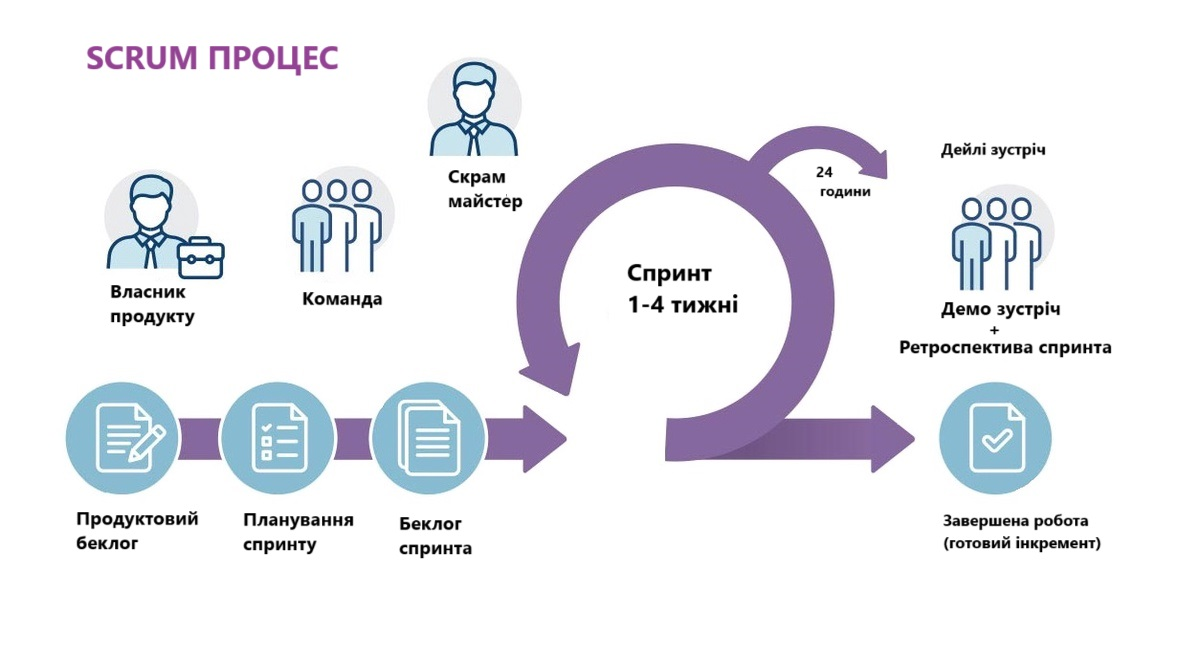 SCRUM ПРОЦЕС
Скрам
майстер
Власник
продукту
Команда
Спринт
1-4 тижні
24
години
Дейлі зустріч
Демо зустріч
+
Ретроспектива спринта
Продуктовий
беклог
Планування
спринту
Беклог
спринта
Завершена робота
(готовий інкремент)